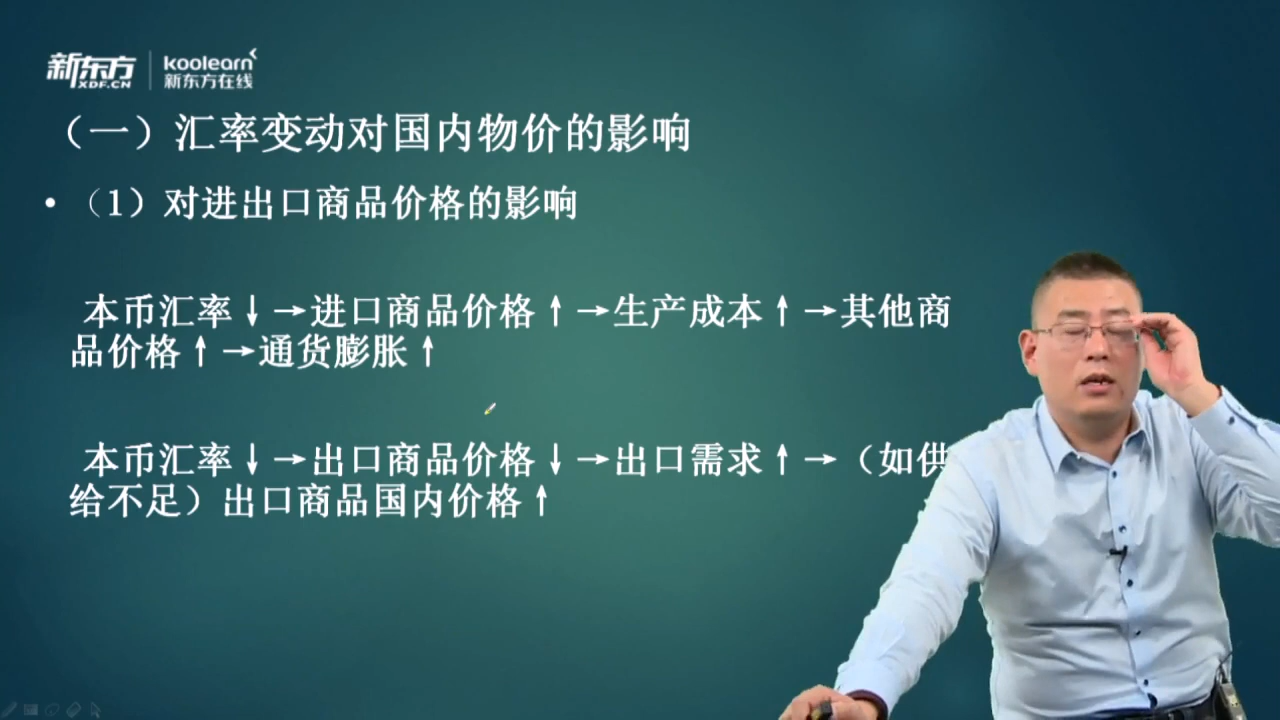 新东方
XDF.CN
koolearn
新东方在线
（一）汇率变动对国内物价的影响
• （1）对进出口商品价格的影响
本币汇率↓→进口商品价格↑→生产成本↑→其他商
品价格↑→通货膨胀↑
本币汇率↓→出口商品价格↓→出口需求↑→（如供
给不足）出口商品国内价格↑